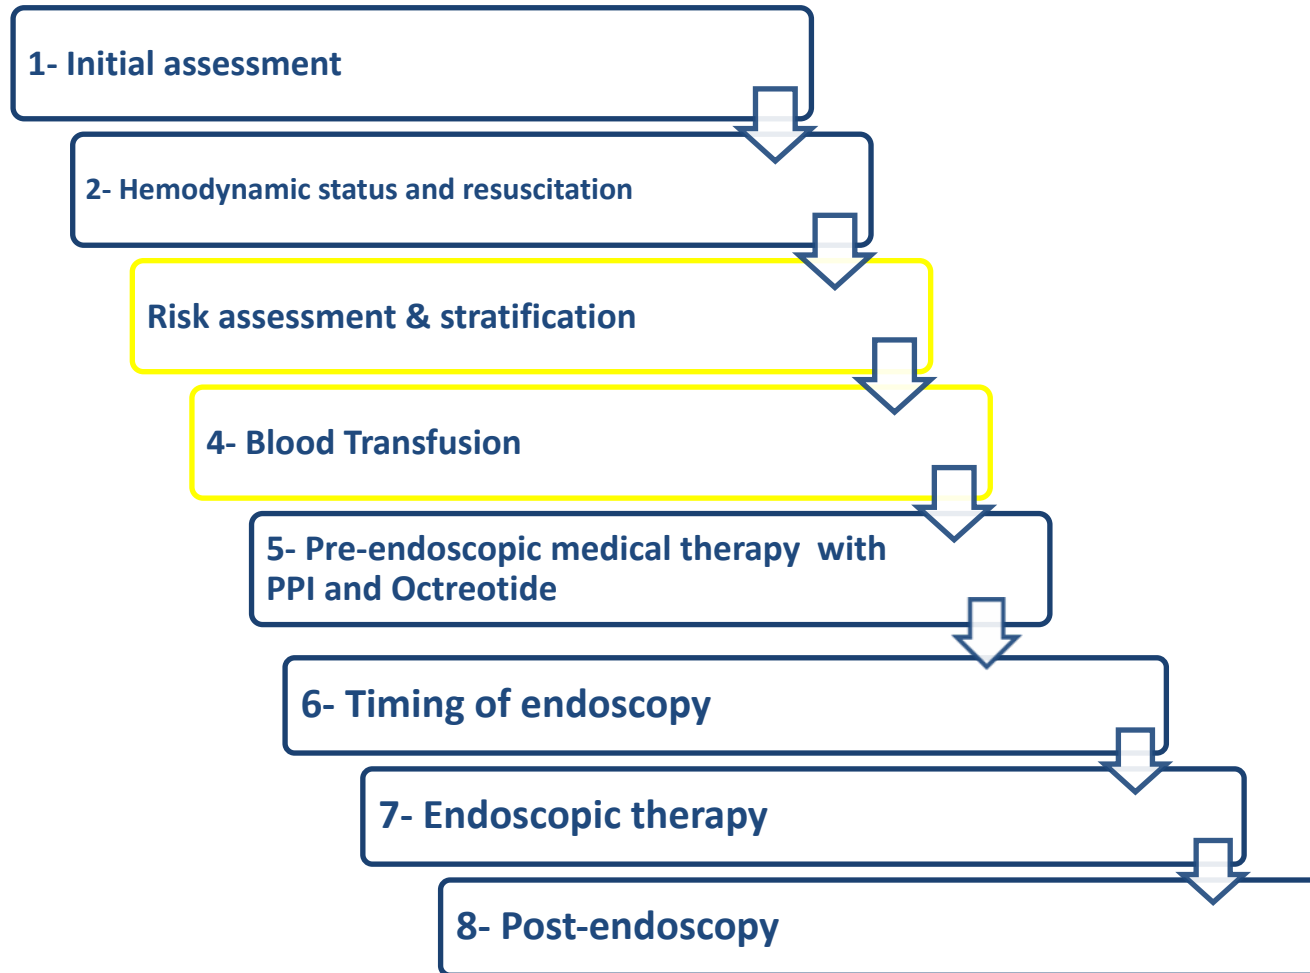 1- Initial assessment
2- Hemodynamic status and resuscitation
Risk assessment & stratification
4- Blood Transfusion
5- Pre-endoscopic medical therapy  with
PPI and Octreotide
6- Timing of endoscopy
7- Endoscopic therapy
8- Post-endoscopy